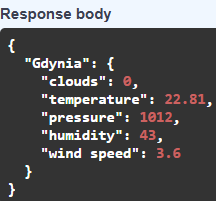 Response body
{
  "Gdynia": {
    "clouds": 0,
    "temperature": 22.81,
    "pressure": 1012,
    "humidity": 43,
    "wind speed": 3.6
  }
}